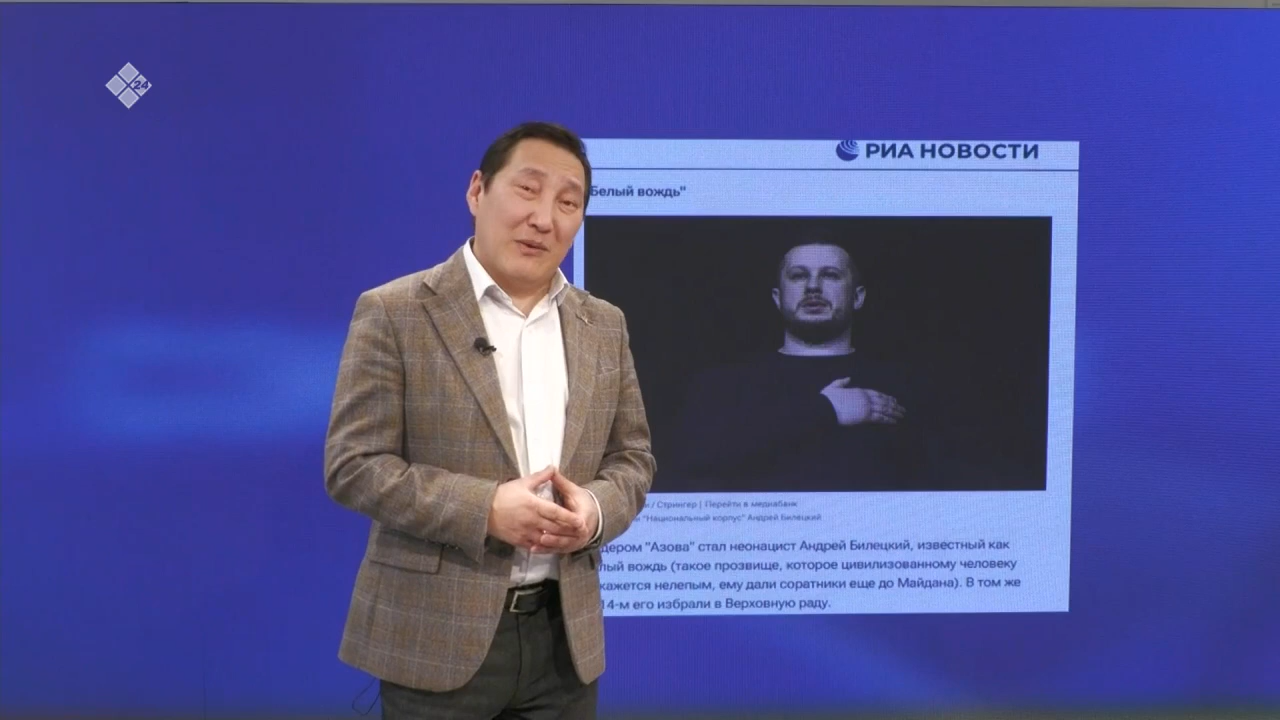 24
РИА НОВОСТИ
Белый вождь"
/ Стрингер | Перейти в медиабанк
"Национальный корпус" Андрей Билецкий
"Азова" стал неонацист Андрей Билецкий, известный как
вождь (такое прозвище, которое цивилизованному человеку
кажется нелепым, ему дали соратники еще до Майдана). В том же
14-м его избрали в Верховную раду.